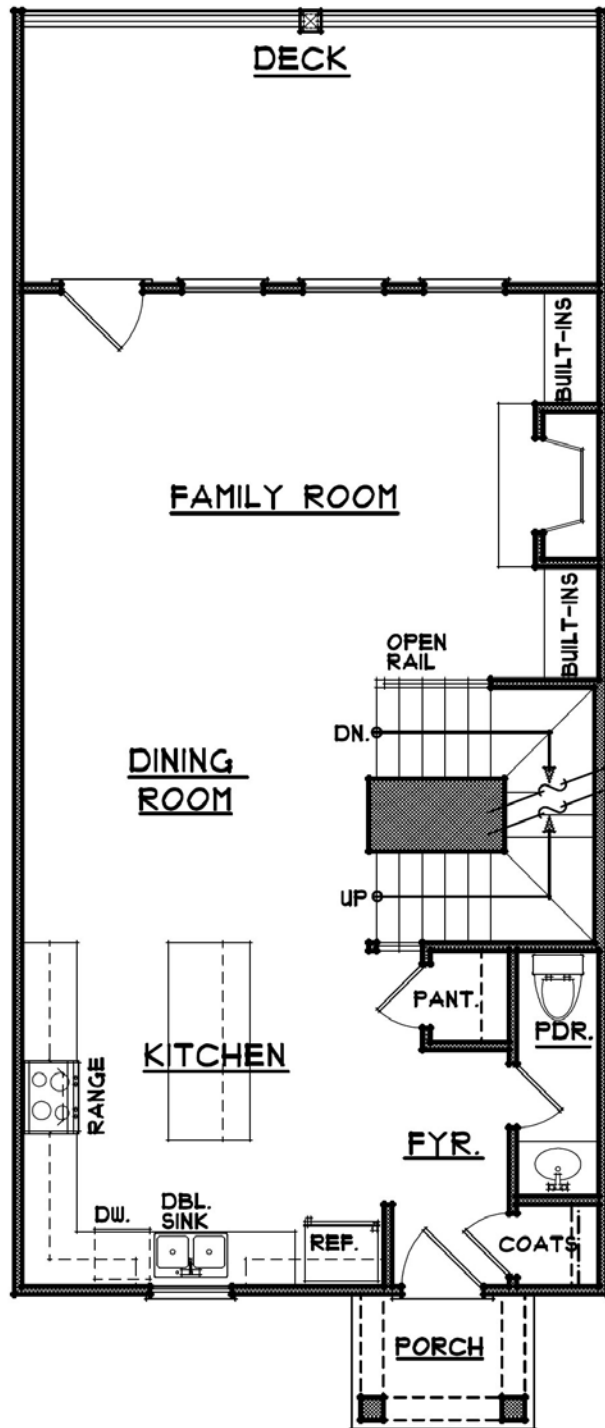 DECK
BUILT-INS
FAMILY ROOM
BUILT-INS
OPEN
RAIL
DN.
DINING
ROOM
UP
PANT.
PDR.
KITCHEN
RANGE
FYR.
DW.
DBL.
SINK
REF.
COATS
PORCH